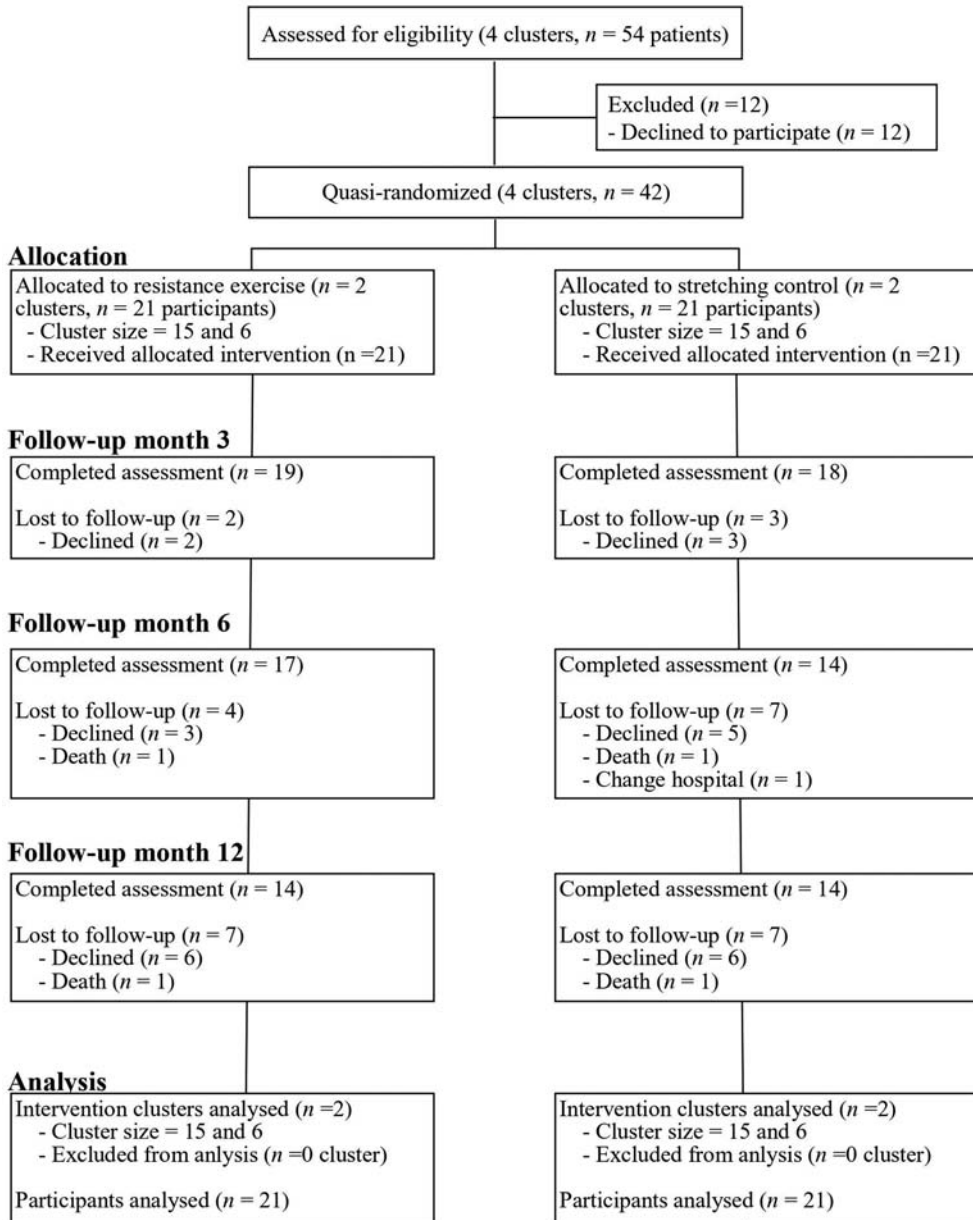 Assessed for eligibility (4 clusters, n = 54 patients)
Excluded (n =12)
- Declined to participate (n = 12)
Quasi-randomized (4 clusters, n = 42)
Allocation
Allocated to resistance exercise (n = 2
clusters, n = 21 participants)
- Cluster size = 15 and 6
- Received allocated intervention (n =21)
Allocated to stretching control (n = 2
clusters, n = 21 participants)
- Cluster size = 15 and 6
- Received allocated intervention (n =21)
Follow-up month 3
Completed assessment (n = 19)
Lost to follow-up (n = 2)
- Declined (n = 2)
Completed assessment (n = 18)
Lost to follow-up (n = 3)
- Declined (n = 3)
Follow-up month 6
Completed assessment (n = 17)
Lost to follow-up (n = 4)
- Declined (n = 3)
- Death (n = 1)
Completed assessment (n = 14)
Lost to follow-up (n = 7)
- Declined (n = 5)
- Death (n = 1)
- Change hospital (n = 1)
Follow-up month 12
Completed assessment (n = 14)
Lost to follow-up (n = 7)
- Declined (n = 6)
- Death (n = 1)
Completed assessment (n = 14)
Lost to follow-up (n = 7)
- Declined (n = 6)
- Death (n = 1)
Analysis
Intervention clusters analysed (n =2)
- Cluster size = 15 and 6
- Excluded from anlysis (n =0 cluster)
Participants analysed (n = 21)
Intervention clusters analysed (n =2)
- Cluster size = 15 and 6
- Excluded from anlysis (n =0 cluster)
Participants analysed (n = 21)